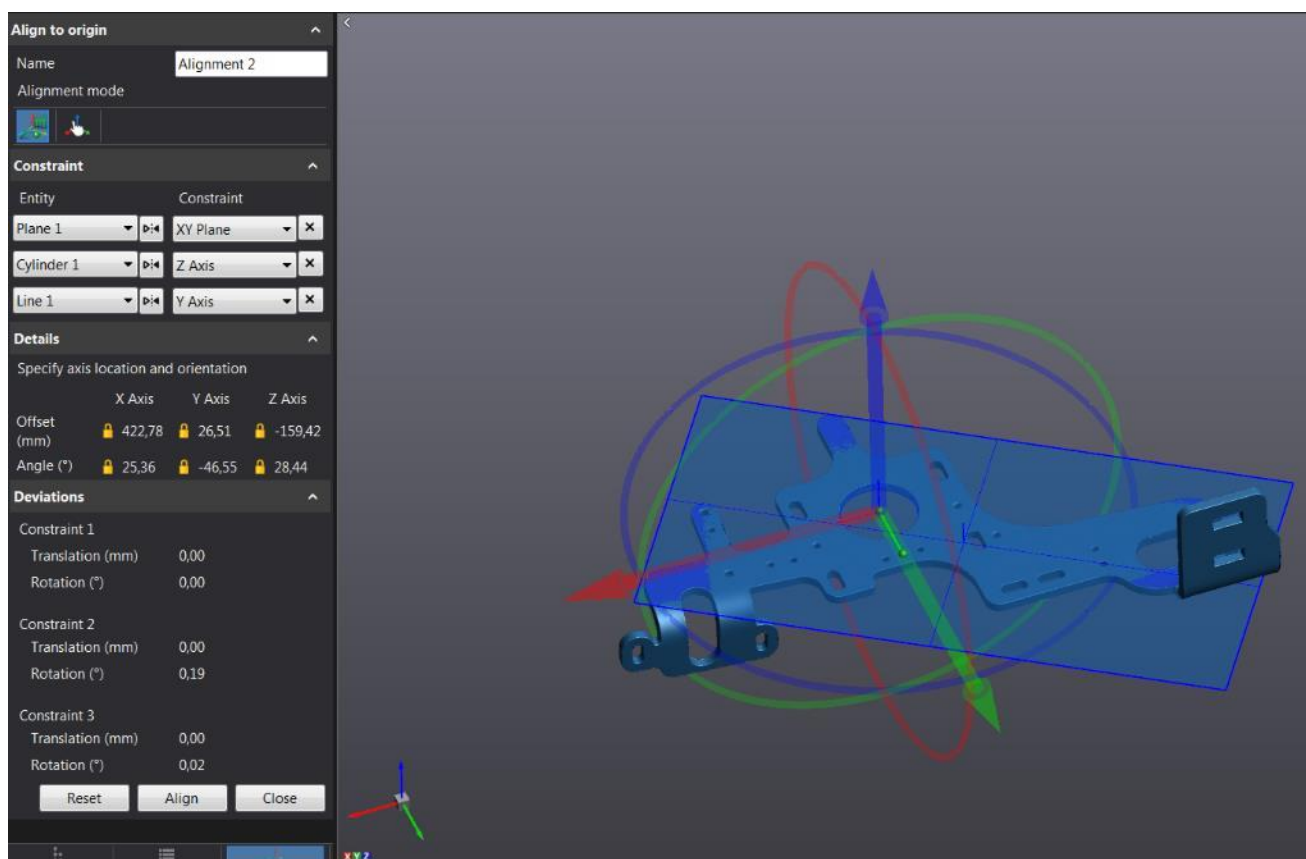 Align to origin
Name Alignment 2
Alignment mode
Constraint
Entity Constraint
Plane 1 XY Plane
Cylinder 1 Z Axis
Line 1 Y Axis
Details
Specify axis location and orientation
X Axis Y Axis Z Axis
Offset (mm) 422,78 26,51 -159,42
Angle (°) 25,36 -46,55 28,44
Deviations
Constraint 1
Translation (mm) 0,00
Rotation (°) 0,00
Constraint 2
Translation (mm) 0,00
Rotation (°) 0,19
Constraint 3
Translation (mm) 0,00
Rotation (°) 0,02
Reset Align Close
X Y Z